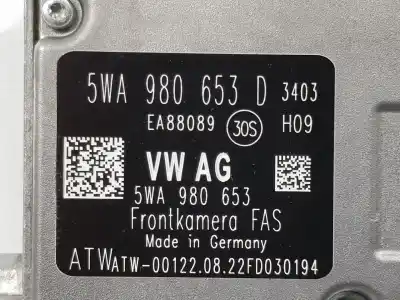 5WA 980 653 D 3403
EA88089 30S H09
VW AG
5WA 980 653
Frontkamera FAS
Made in Germany
ATW ATW-00122.08.22FD030194